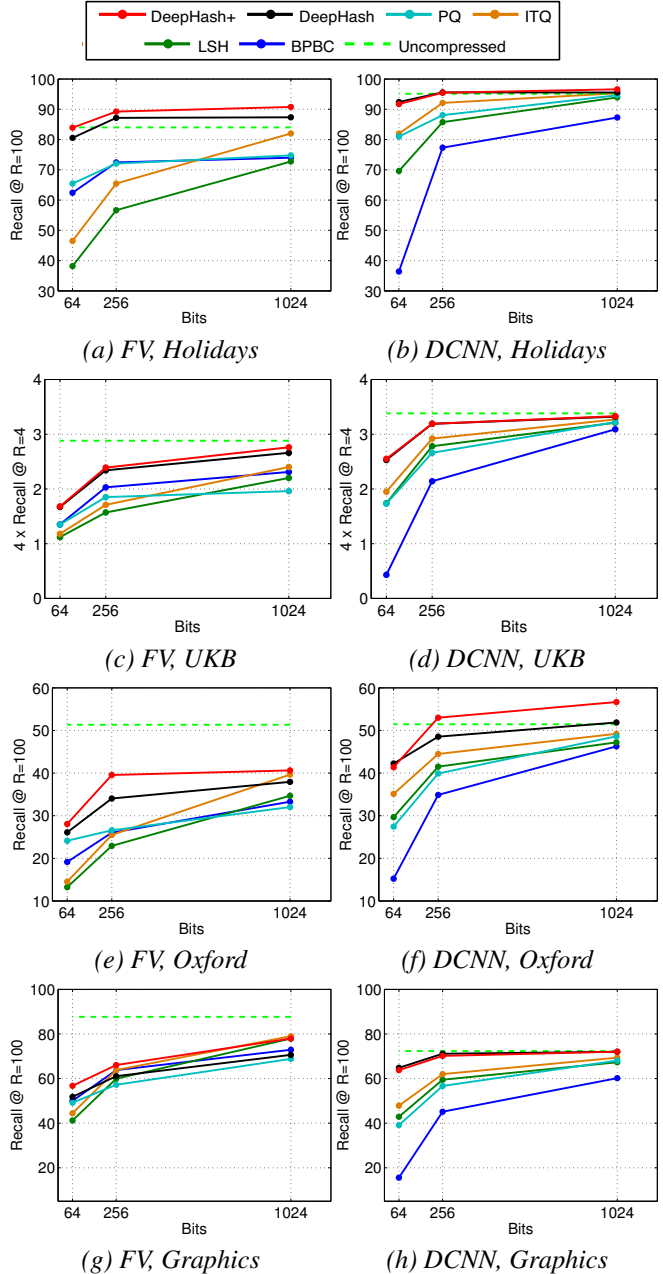 DeepHash+ DeepHash PQ ITQ
LSH BPBC Uncompressed
100
90
80
70
60
50
40
30
64 256 1024
Recall @ R=100
Bits
(a) FV, Holidays
100
90
80
70
60
50
40
30
64 256 1024
Recall @ R=100
Bits
(b) DCNN, Holidays
4
3
2
1
0
64 256 1024
4 x Recall @ R=4
Bits
(c) FV, UKB
4
3
2
1
0
64 256 1024
4 x Recall @ R=4
Bits
(d) DCNN, UKB
60
50
40
30
20
10
64 256 1024
Recall @ R=100
Bits
(e) FV, Oxford
60
50
40
30
20
10
64 256 1024
Recall @ R=100
Bits
(f) DCNN, Oxford
100
80
60
40
20
64 256 1024
Recall @ R=100
Bits
(g) FV, Graphics
100
80
60
40
20
64 256 1024
Recall @ R=100
Bits
(h) DCNN, Graphics